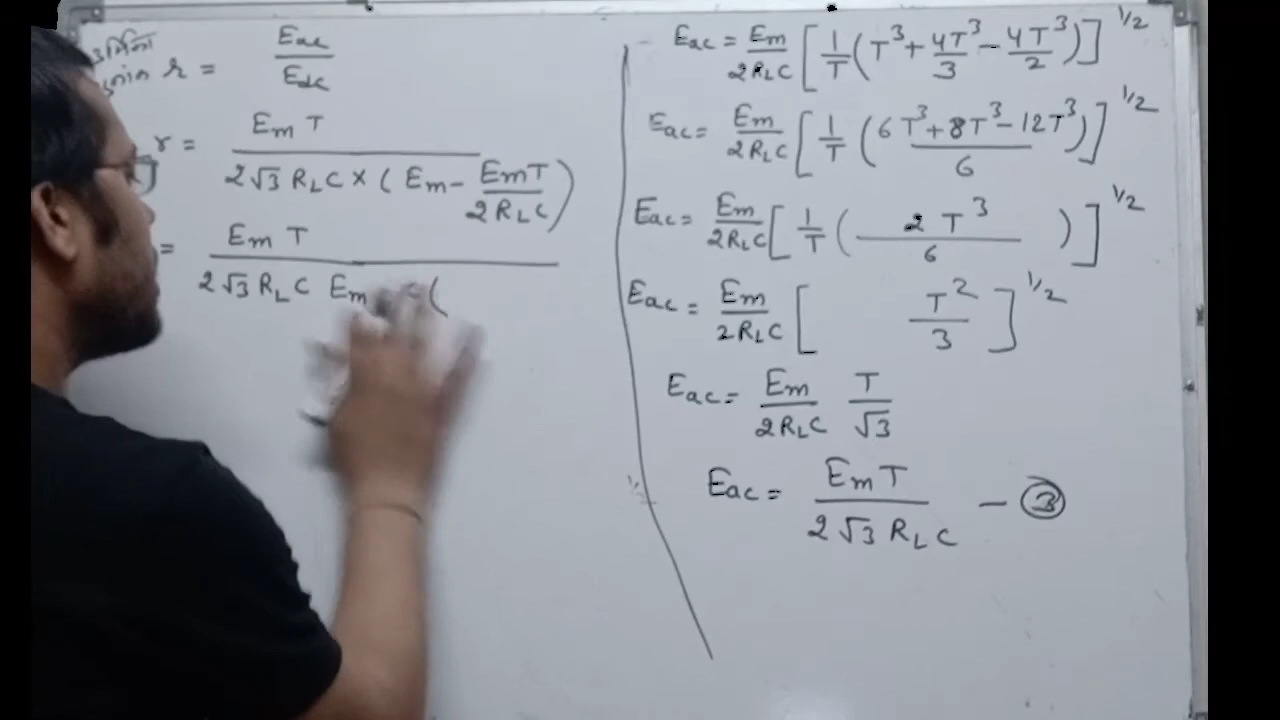 r = Eac / Edc
r = Em T / 2√3 RLC × ( Em - EmT / 2RLC )
= Em T / 2√3 RLC Em (
Eac = Em / 2RLC [ 1/T ( T³ + 4T³/3 - 4T³/2 ) ]^1/2
Eac = Em / 2RLC [ 1/T ( 6T³ + 8T³ - 12T³ / 6 ) ]^1/2
Eac = Em / 2RLC [ 1/T ( 2T³ / 6 ) ]^1/2
Eac = Em / 2RLC [ T² / 3 ]^1/2
Eac = Em / 2RLC T / √3
Eac = EmT / 2√3 RLC - ③